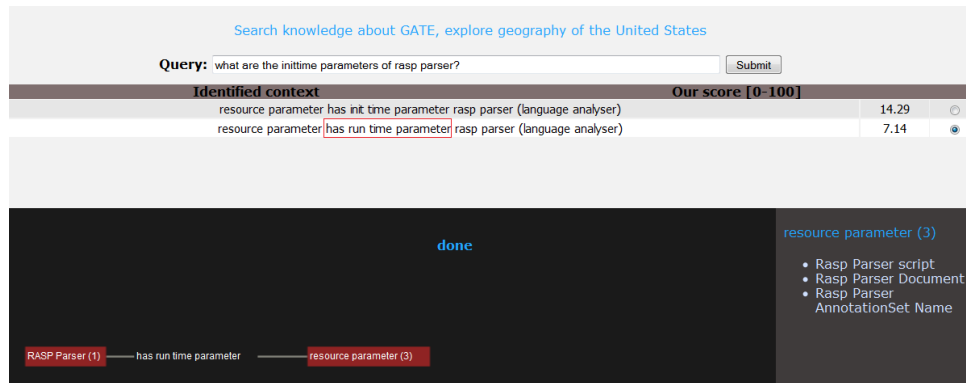 Search knowledge about GATE, explore geography of the United States
Query: what are the inittime parameters of rasp parser? Submit
Identified context Our score [0-100]
resource parameter has init time parameter rasp parser (language analyser) 14.29
resource parameter has run time parameter rasp parser (language analyser) 7.14
done
resource parameter (3)
• Rasp Parser script
• Rasp Parser Document
• Rasp Parser
AnnotationSet Name
RASP Parser (1) has run time parameter resource parameter (3)